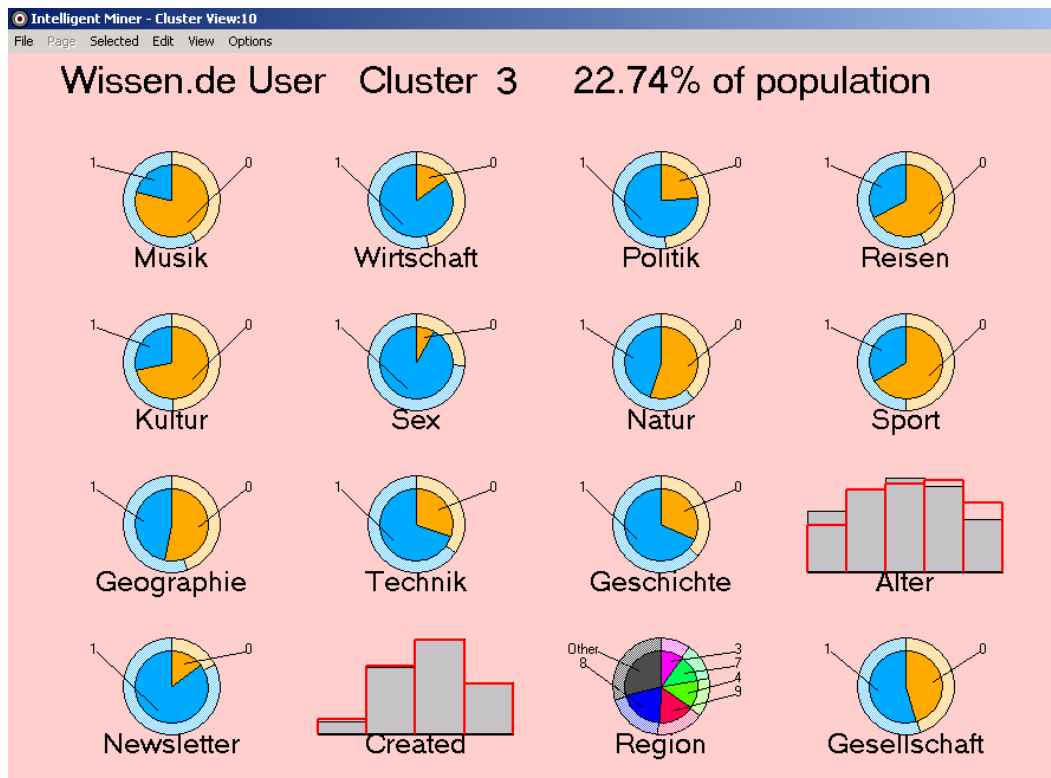 Intelligent Miner - Cluster View:10
File Page Selected Edit View Options
Wissen.de User Cluster 3 22.74% of population
1 0 1 0 1 0 1 0
Musik Wirtschaft Politik Reisen
1 0 1 0 1 0 1 0
Kultur Sex Natur Sport
1 0 1 0 1 0
Geographie Technik Geschichte Alter
1 0 Other 3 1 0
8 7
4
9
Newsletter Created Region Gesellschaft